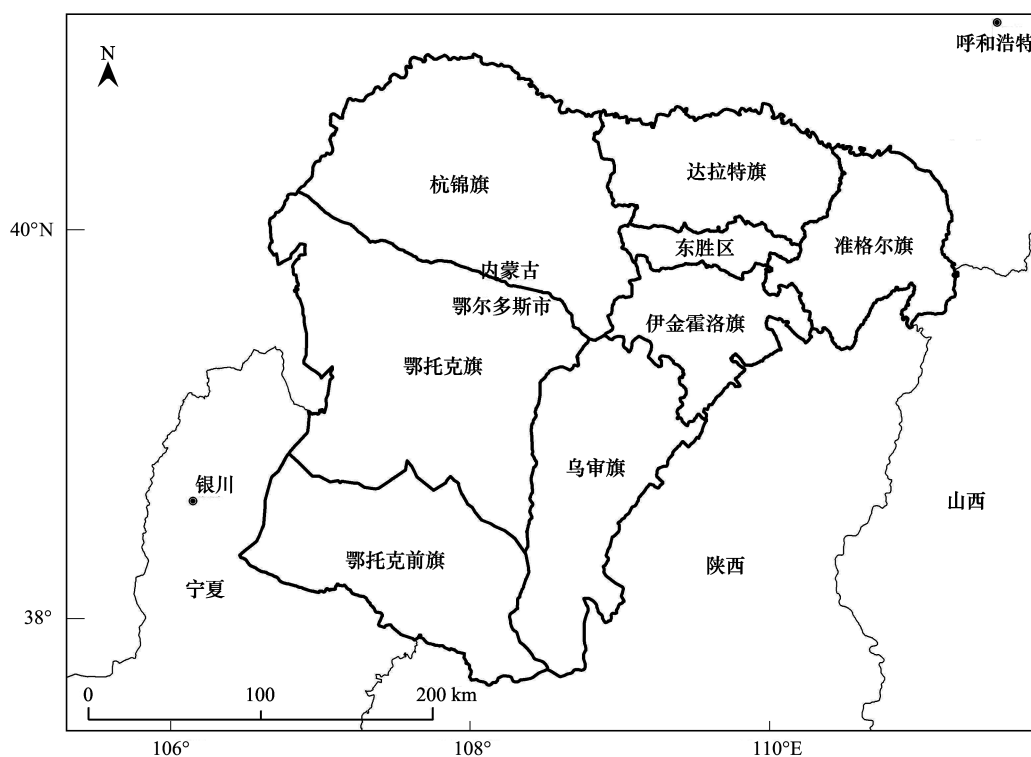 呼和浩特
N
达拉特旗
杭锦旗
40°N
东胜区
准格尔旗
内蒙古
鄂尔多斯市
伊金霍洛旗
鄂托克旗
乌审旗
银川
山西
鄂托克前旗
陕西
宁夏
38°
0 100 200 km
106° 108° 110°E